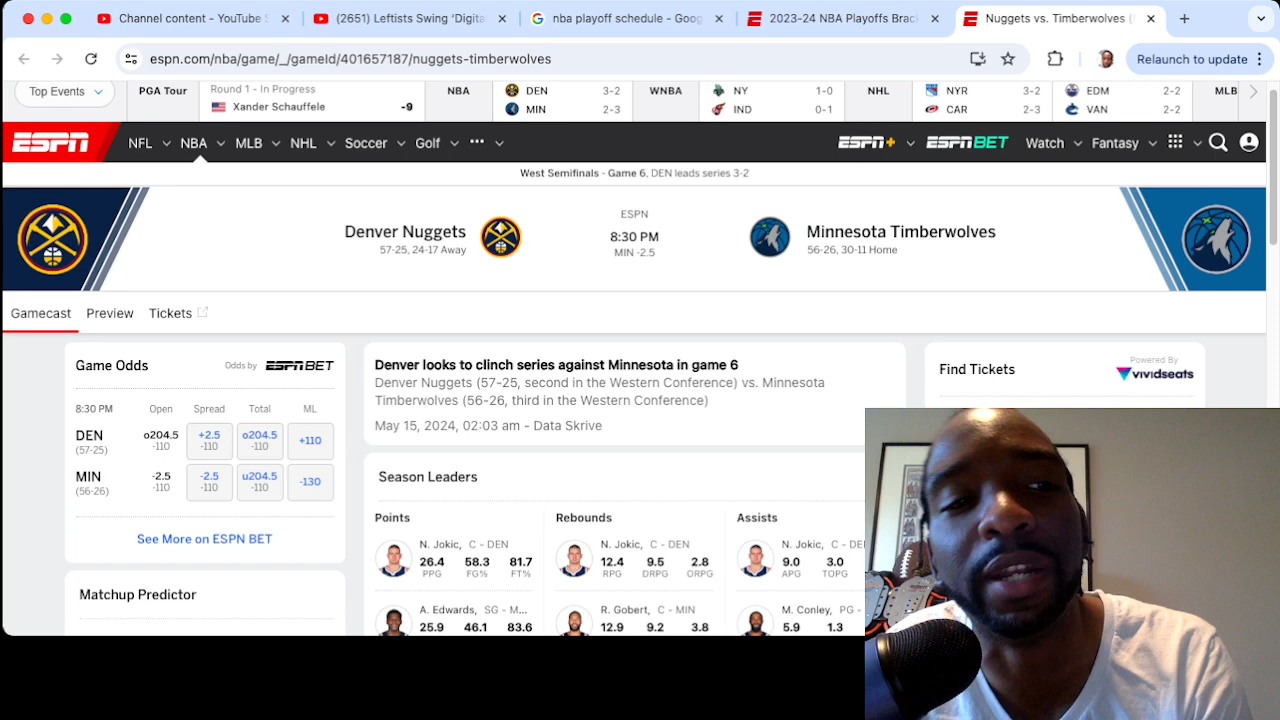 Channel content - YouTube S
(2651) Leftists Swing 'Digita
nba playoff schedule - Goog
2023-24 NBA Playoffs Brac
Nuggets vs. Timberwolves (
espn.com/nba/game/_/gameId/401657187/nuggets-timberwolves
Relaunch to update
Top Events
PGA Tour
Round 1 - In Progress
Xander Schauffele -9
NBA
DEN 3-2
MIN 2-3
WNBA
NY 1-0
IND 0-1
NHL
NYR 3-2
CAR 2-3
EDM 2-2
VAN 2-2
MLB
ESPN NFL NBA MLB NHL Soccer Golf ESPN+ ESPN BET Watch Fantasy
West Semifinals - Game 6, DEN leads series 3-2
Denver Nuggets
57-25, 24-17 Away
ESPN
8:30 PM
MIN -2.5
Minnesota Timberwolves
56-26, 30-11 Home
Gamecast Preview Tickets
Game Odds Odds by ESPN BET
8:30 PM Open Spread Total ML
DEN o204.5 +2.5 o204.5 +110
(57-25) -110 -110 -110
MIN -2.5 -2.5 u204.5 -130
(56-26) -110 -110 -110
See More on ESPN BET
Matchup Predictor
Denver looks to clinch series against Minnesota in game 6
Denver Nuggets (57-25, second in the Western Conference) vs. Minnesota
Timberwolves (56-26, third in the Western Conference)
May 15, 2024, 02:03 am - Data Skrive
Season Leaders
Points Rebounds Assists
N. Jokic, C - DEN
26.4 58.3 81.7
PPG FG% FT%
N. Jokic, C - DEN
12.4 9.5 2.8
RPG DRPG ORPG
N. Jokic, C - DEN
9.0 3.0
APG TOPG
A. Edwards, SG - M...
25.9 46.1 83.6
R. Gobert, C - MIN
12.9 9.2 3.8
M. Conley, PG -
5.9 1.3
Find Tickets
Powered By
vividseats